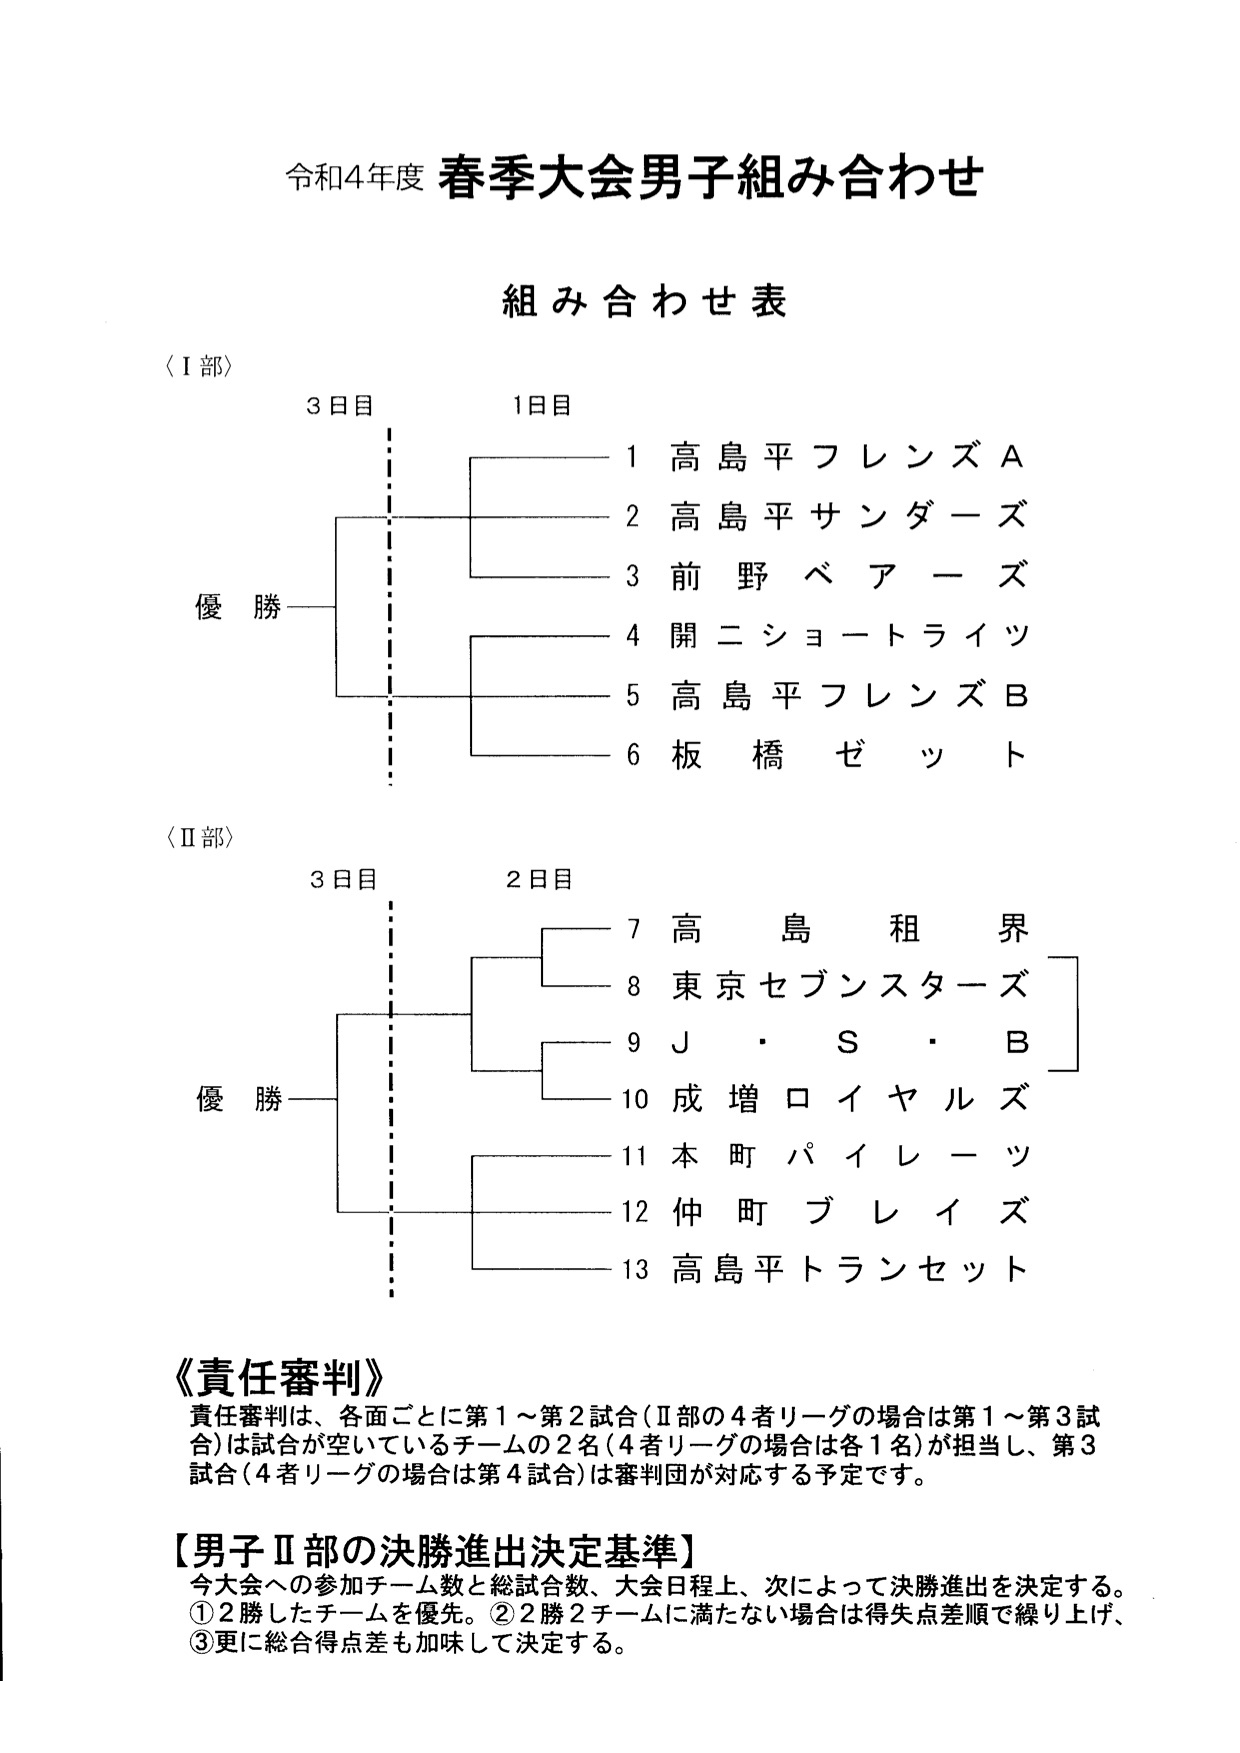 令和4年度 春季大会男子組み合わせ
組み合わせ表
〈Ⅰ部〉
3日目 1日目
1 高島平フレンズA
2 高島平サンダーズ
3 前野ベアーズ
優勝
4 開二ショートライツ
5 高島平フレンズB
6 板橋ゼット
〈Ⅱ部〉
3日目 2日目
7 高島租界
8 東京セブンスターズ
9 J・S・B
優勝
10 成増ロイヤルズ
11 本町パイレーツ
12 仲町ブレイズ
13 高島平トランセット
《責任審判》
責任審判は、各面ごとに第1～第2試合(Ⅱ部の4者リーグの場合は第1～第3試
合)は試合が空いているチームの2名(4者リーグの場合は各1名)が担当し、第3
試合(4者リーグの場合は第4試合)は審判団が対応する予定です。
【男子Ⅱ部の決勝進出決定基準】
今大会への参加チーム数と総試合数、大会日程上、次によって決勝進出を決定する。
①2勝したチームを優先。②2勝2チームに満たない場合は得失点差順で繰り上げ、
③更に総合得点差も加味して決定する。